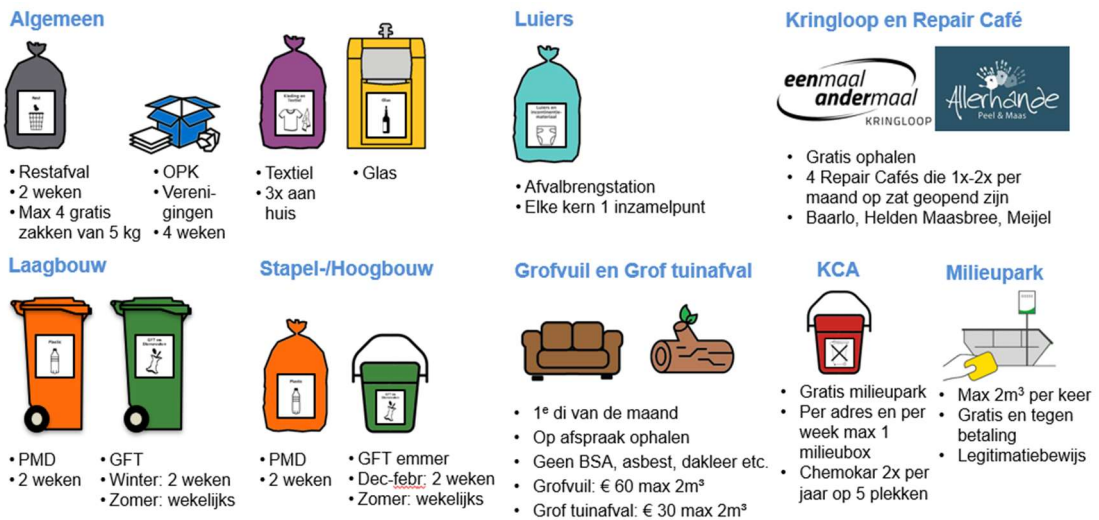 Algemeen
Rest
• Restafval
• 2 weken
• Max 4 gratis
zakken van 5 kg
• OPK
• Vereni-
gingen
• 4 weken
Kleding en
Textiel
• Textiel
• 3x aan
huis
Glas
• Glas
Luiers
Luiers en
incontinentie-
materiaal
• Afvalbrengstation
• Elke kern 1 inzamelpunt
Kringloop en Repair Café
eenmaal
andermaal
KRINGLOOP
Allerhande
Peel & Maas
• Gratis ophalen
• 4 Repair Cafés die 1x-2x per
maand op zat geopend zijn
• Baarlo, Helden Maasbree, Meijel
Laagbouw
Plastic
• PMD
• 2 weken
GFT en
Etensresten
• GFT
• Winter: 2 weken
• Zomer: wekelijks
Stapel-/Hoogbouw
Plastic
• PMD
• 2 weken
GFT en
Etensresten
• GFT emmer
• Dec-febr: 2 weken
• Zomer: wekelijks
Grofvuil en Grof tuinafval
• 1e di van de maand
• Op afspraak ophalen
• Geen BSA, asbest, dakleer etc.
• Grofvuil: € 60 max 2m³
• Grof tuinafval: € 30 max 2m³
KCA
• Gratis milieupark
• Per adres en per
week max 1
milieubox
• Chemokar 2x per
jaar op 5 plekken
Milieupark
• Max 2m³ per keer
• Gratis en tegen
betaling
• Legitimatiebewijs